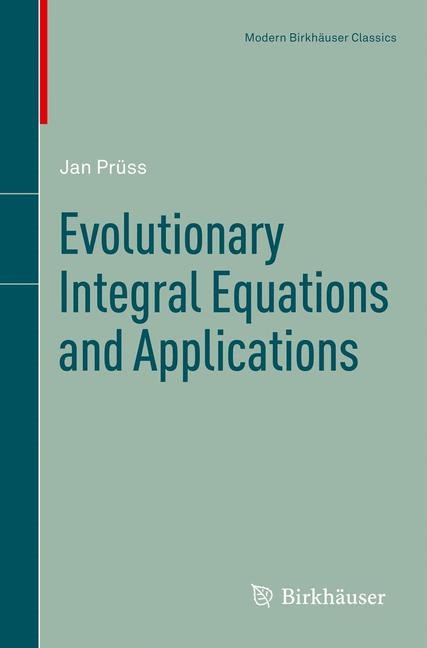 Modern Birkhäuser Classics
Jan Prüss
Evolutionary
Integral Equations
and Applications
Birkhäuser